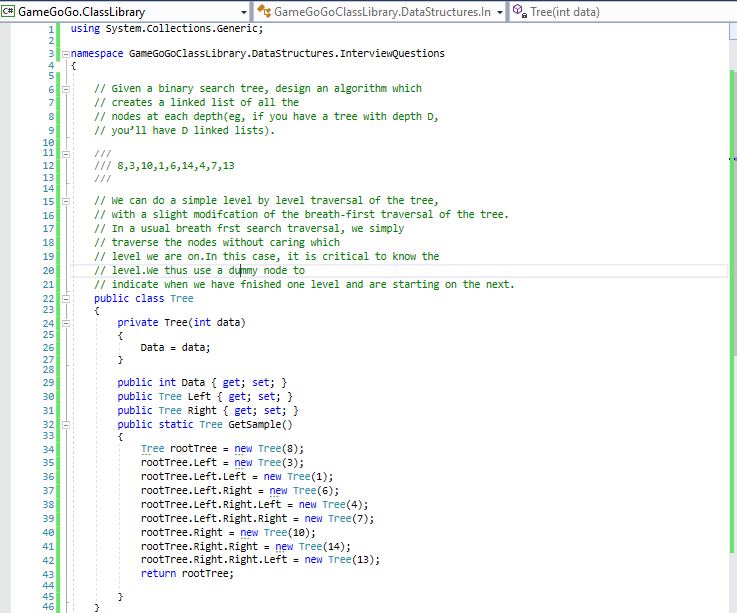 C# GameGoGo.ClassLibrary GameGoGoClassLibrary.DataStructures.In Tree(int data)
1 using System.Collections.Generic;
2
3 namespace GameGoGoClassLibrary.DataStructures.InterviewQuestions
4 {
5
6 // Given a binary search tree, design an algorithm which
7 // creates a linked list of all the
8 // nodes at each depth(eg, if you have a tree with depth D,
9 // you’ll have D linked lists).
10
11 ///
12 /// 8,3,10,1,6,14,4,7,13
13 ///
14
15 // We can do a simple level by level traversal of the tree,
16 // with a slight modifcation of the breath-first traversal of the tree.
17 // In a usual breath frst search traversal, we simply
18 // traverse the nodes without caring which
19 // level we are on.In this case, it is critical to know the
20 // level.We thus use a dummy node to
21 // indicate when we have fnished one level and are starting on the next.
22 public class Tree
23 {
24 private Tree(int data)
25 {
26 Data = data;
27 }
28
29 public int Data { get; set; }
30 public Tree Left { get; set; }
31 public Tree Right { get; set; }
32 public static Tree GetSample()
33 {
34 Tree rootTree = new Tree(8);
35 rootTree.Left = new Tree(3);
36 rootTree.Left.Left = new Tree(1);
37 rootTree.Left.Right = new Tree(6);
38 rootTree.Left.Right.Left = new Tree(4);
39 rootTree.Left.Right.Right = new Tree(7);
40 rootTree.Right = new Tree(10);
41 rootTree.Right.Right = new Tree(14);
42 rootTree.Right.Right.Left = new Tree(13);
43 return rootTree;
44
45 }
46 }